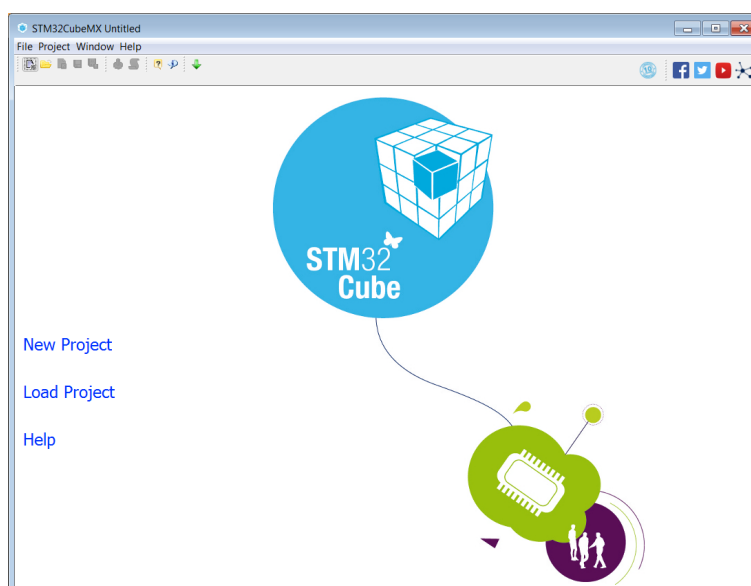 STM32CubeMX Untitled
File Project Window Help
STM32
Cube
New Project
Load Project
Help